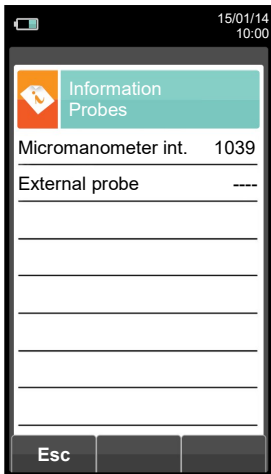 15/01/14
10:00
Information
Probes
Micromanometer int. 1039
External probe ----
Esc